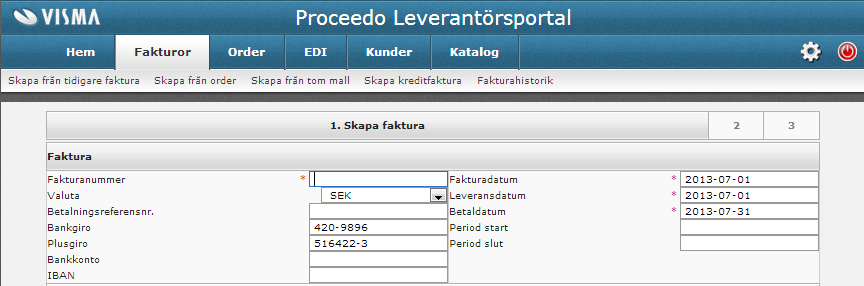 VISMA Proceedo Leverantörsportal
Hem Fakturor Order EDI Kunder Katalog
Skapa från tidigare faktura Skapa från order Skapa från tom mall Skapa kreditfaktura Fakturahistorik
1. Skapa faktura 2 3
Faktura
Fakturanummer * Fakturadatum * 2013-07-01
Valuta SEK Leveransdatum * 2013-07-01
Betalningsreferensnr. Betaldatum * 2013-07-31
Bankgiro 420-9896 Period start
Plusgiro 516422-3 Period slut
Bankkonto
IBAN